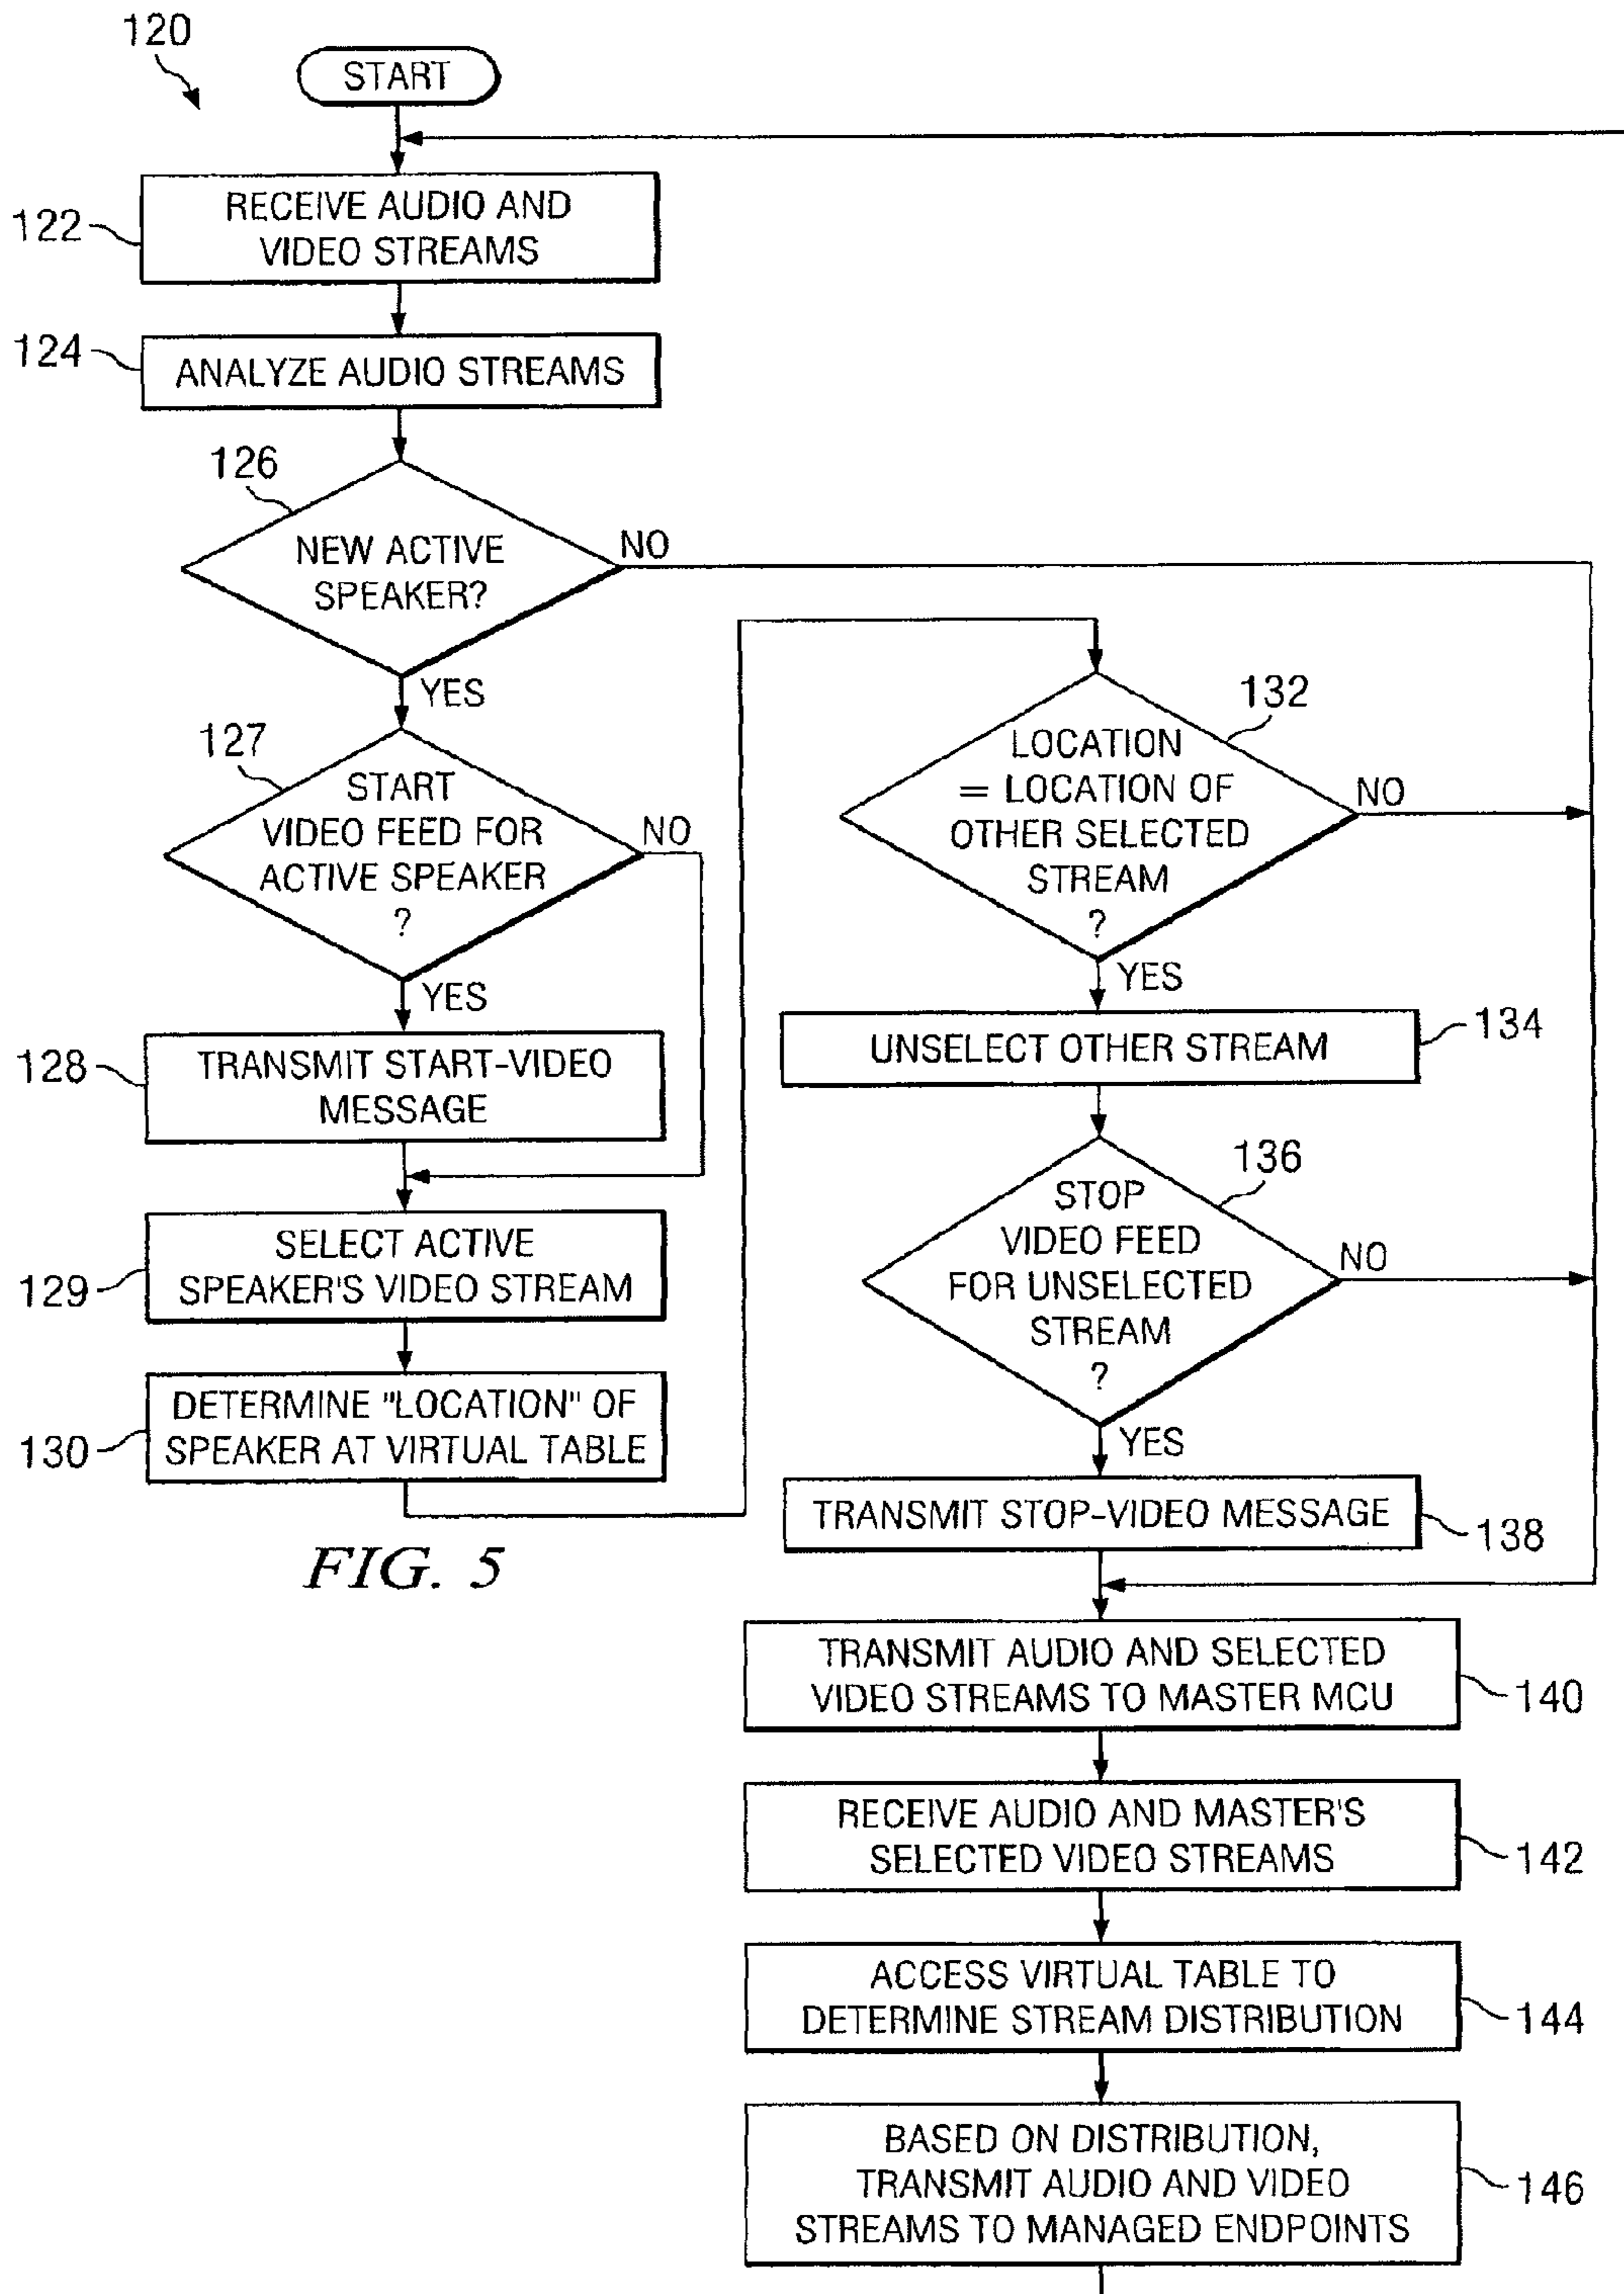 120
START
122
RECEIVE AUDIO AND
VIDEO STREAMS
124
ANALYZE AUDIO STREAMS
126
NEW ACTIVE
SPEAKER?
NO
YES
127
START
VIDEO FEED FOR
ACTIVE SPEAKER
?
NO
YES
128
TRANSMIT START-VIDEO
MESSAGE
129
SELECT ACTIVE
SPEAKER'S VIDEO STREAM
130
DETERMINE "LOCATION" OF
SPEAKER AT VIRTUAL TABLE
FIG. 5
132
LOCATION
= LOCATION OF
OTHER SELECTED
STREAM
?
NO
YES
UNSELECT OTHER STREAM
134
136
STOP
VIDEO FEED
FOR UNSELECTED
STREAM
?
NO
YES
TRANSMIT STOP-VIDEO MESSAGE
138
TRANSMIT AUDIO AND SELECTED
VIDEO STREAMS TO MASTER MCU
140
RECEIVE AUDIO AND MASTER'S
SELECTED VIDEO STREAMS
142
ACCESS VIRTUAL TABLE TO
DETERMINE STREAM DISTRIBUTION
144
BASED ON DISTRIBUTION,
TRANSMIT AUDIO AND VIDEO
STREAMS TO MANAGED ENDPOINTS
146